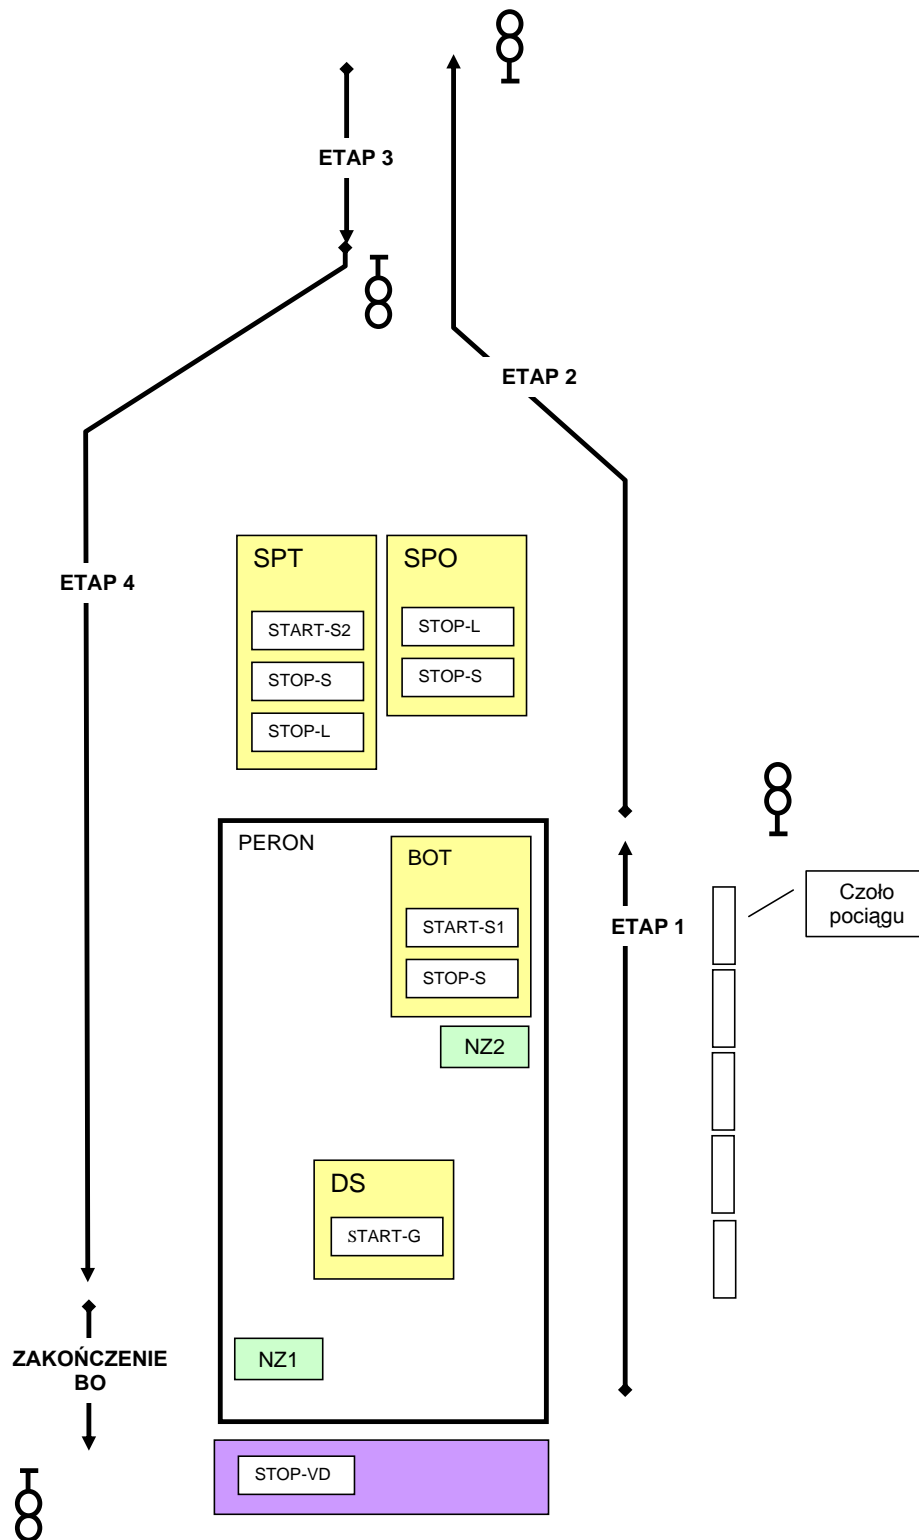 ETAP 3
ETAP 2
ETAP 4
SPT
START-S2
STOP-S
STOP-L
SPO
STOP-L
STOP-S
PERON
BOT
START-S1
STOP-S
NZ2
ETAP 1
Czoło
pociągu
DS
START-G
ZAKOŃCZENIE
BO
NZ1
STOP-VD